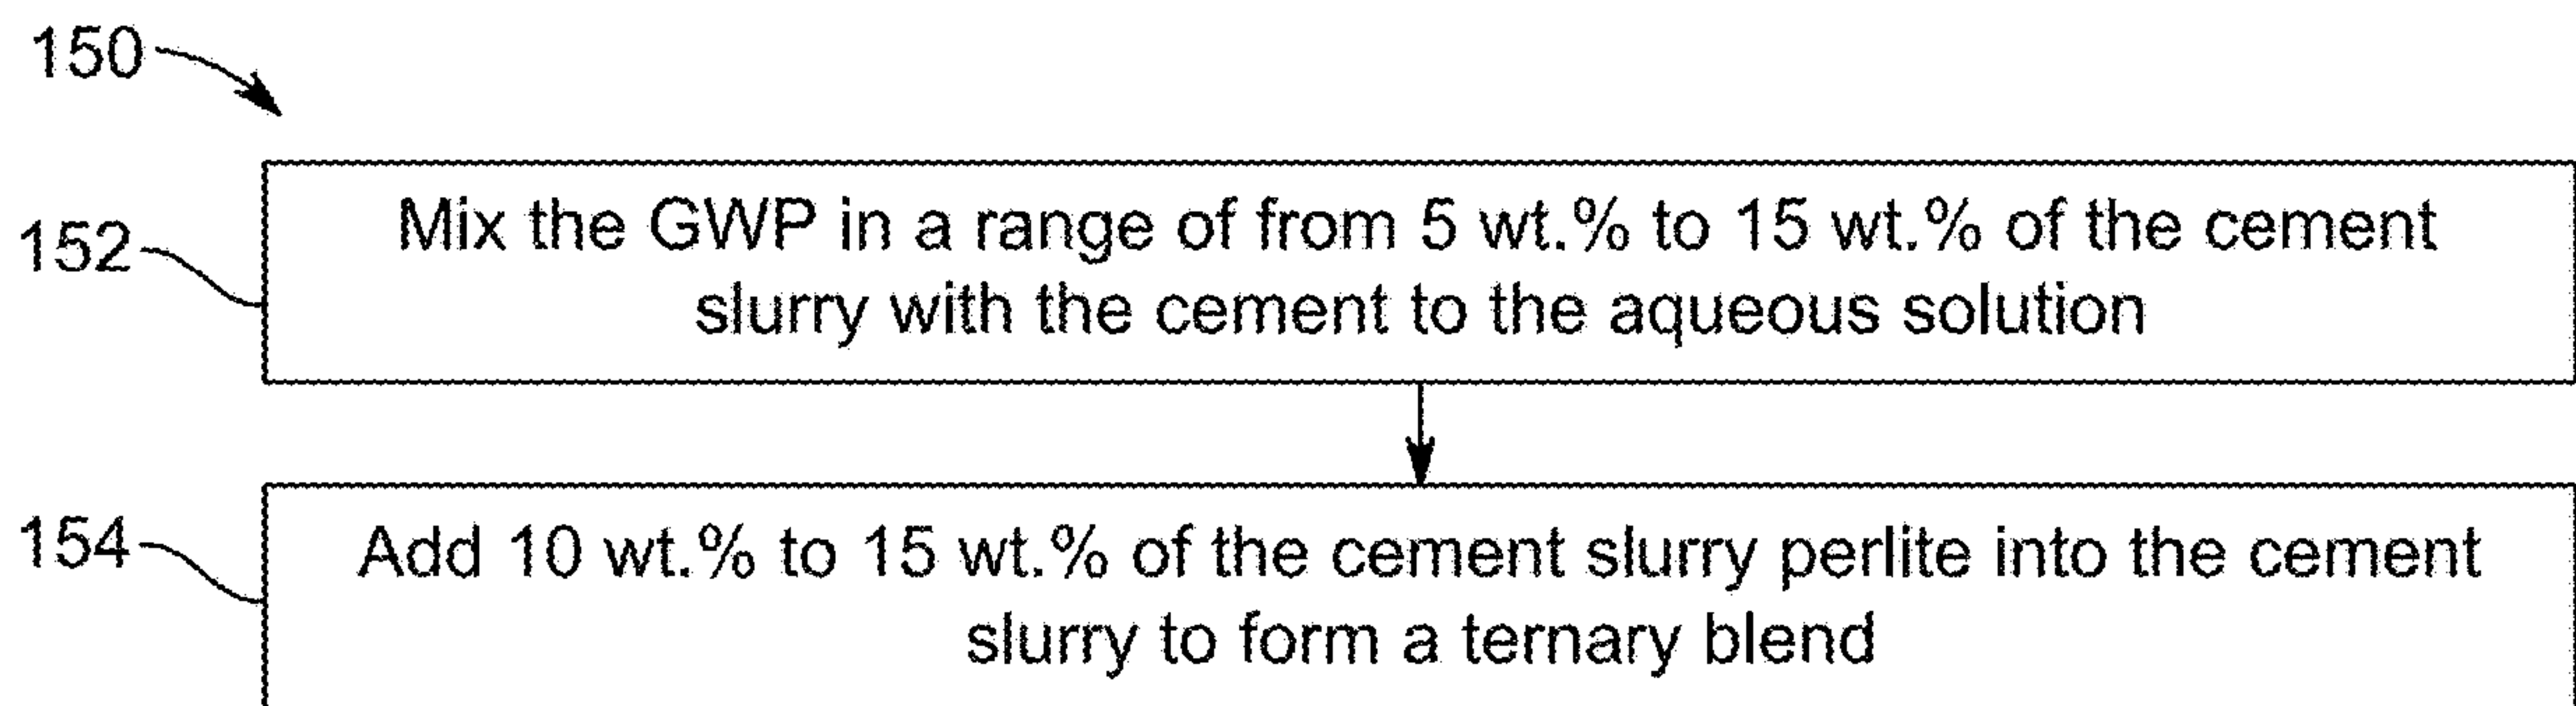 150
152
Mix the GWP in a range of from 5 wt.% to 15 wt.% of the cement
slurry with the cement to the aqueous solution
154
Add 10 wt.% to 15 wt.% of the cement slurry perlite into the cement
slurry to form a ternary blend